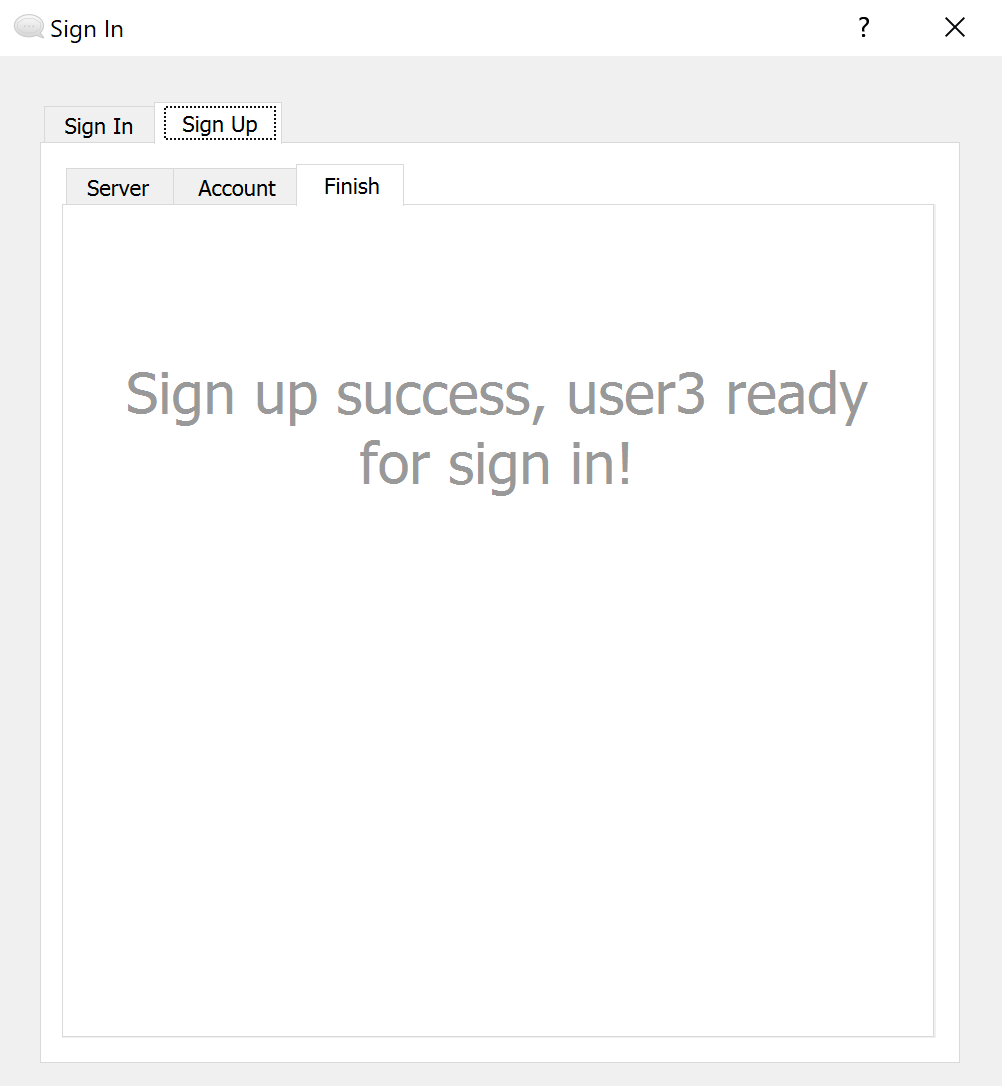 Sign In
?
Sign In
Sign Up
Server
Account
Finish
Sign up success, user3 ready
for sign in!